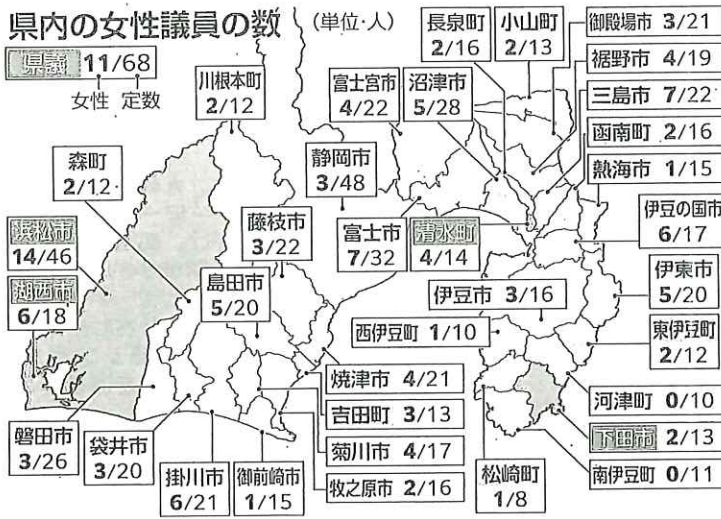 県内の女性議員の数 (単位・人)
県議 11/68
女性 定数
川根本町
2/12
森町
2/12
浜松市
14/46
湖西市
6/18
磐田市
3/26
袋井市
3/20
掛川市
6/21
御前崎市
1/15
静岡市
3/48
藤枝市
3/22
島田市
5/20
焼津市 4/21
吉田町 3/13
菊川市 4/17
牧之原市 2/16
富士宮市
4/22
沼津市
5/28
長泉町
2/16
小山町
2/13
富士市
7/32
清水町
4/14
御殿場市 3/21
裾野市 4/19
三島市 7/22
函南町 2/16
熱海市 1/15
伊豆の国市
6/17
伊東市
5/20
伊豆市 3/16
西伊豆町 1/10
東伊豆町
2/12
河津町 0/10
下田市 2/13
南伊豆町 0/11
松崎町
1/8